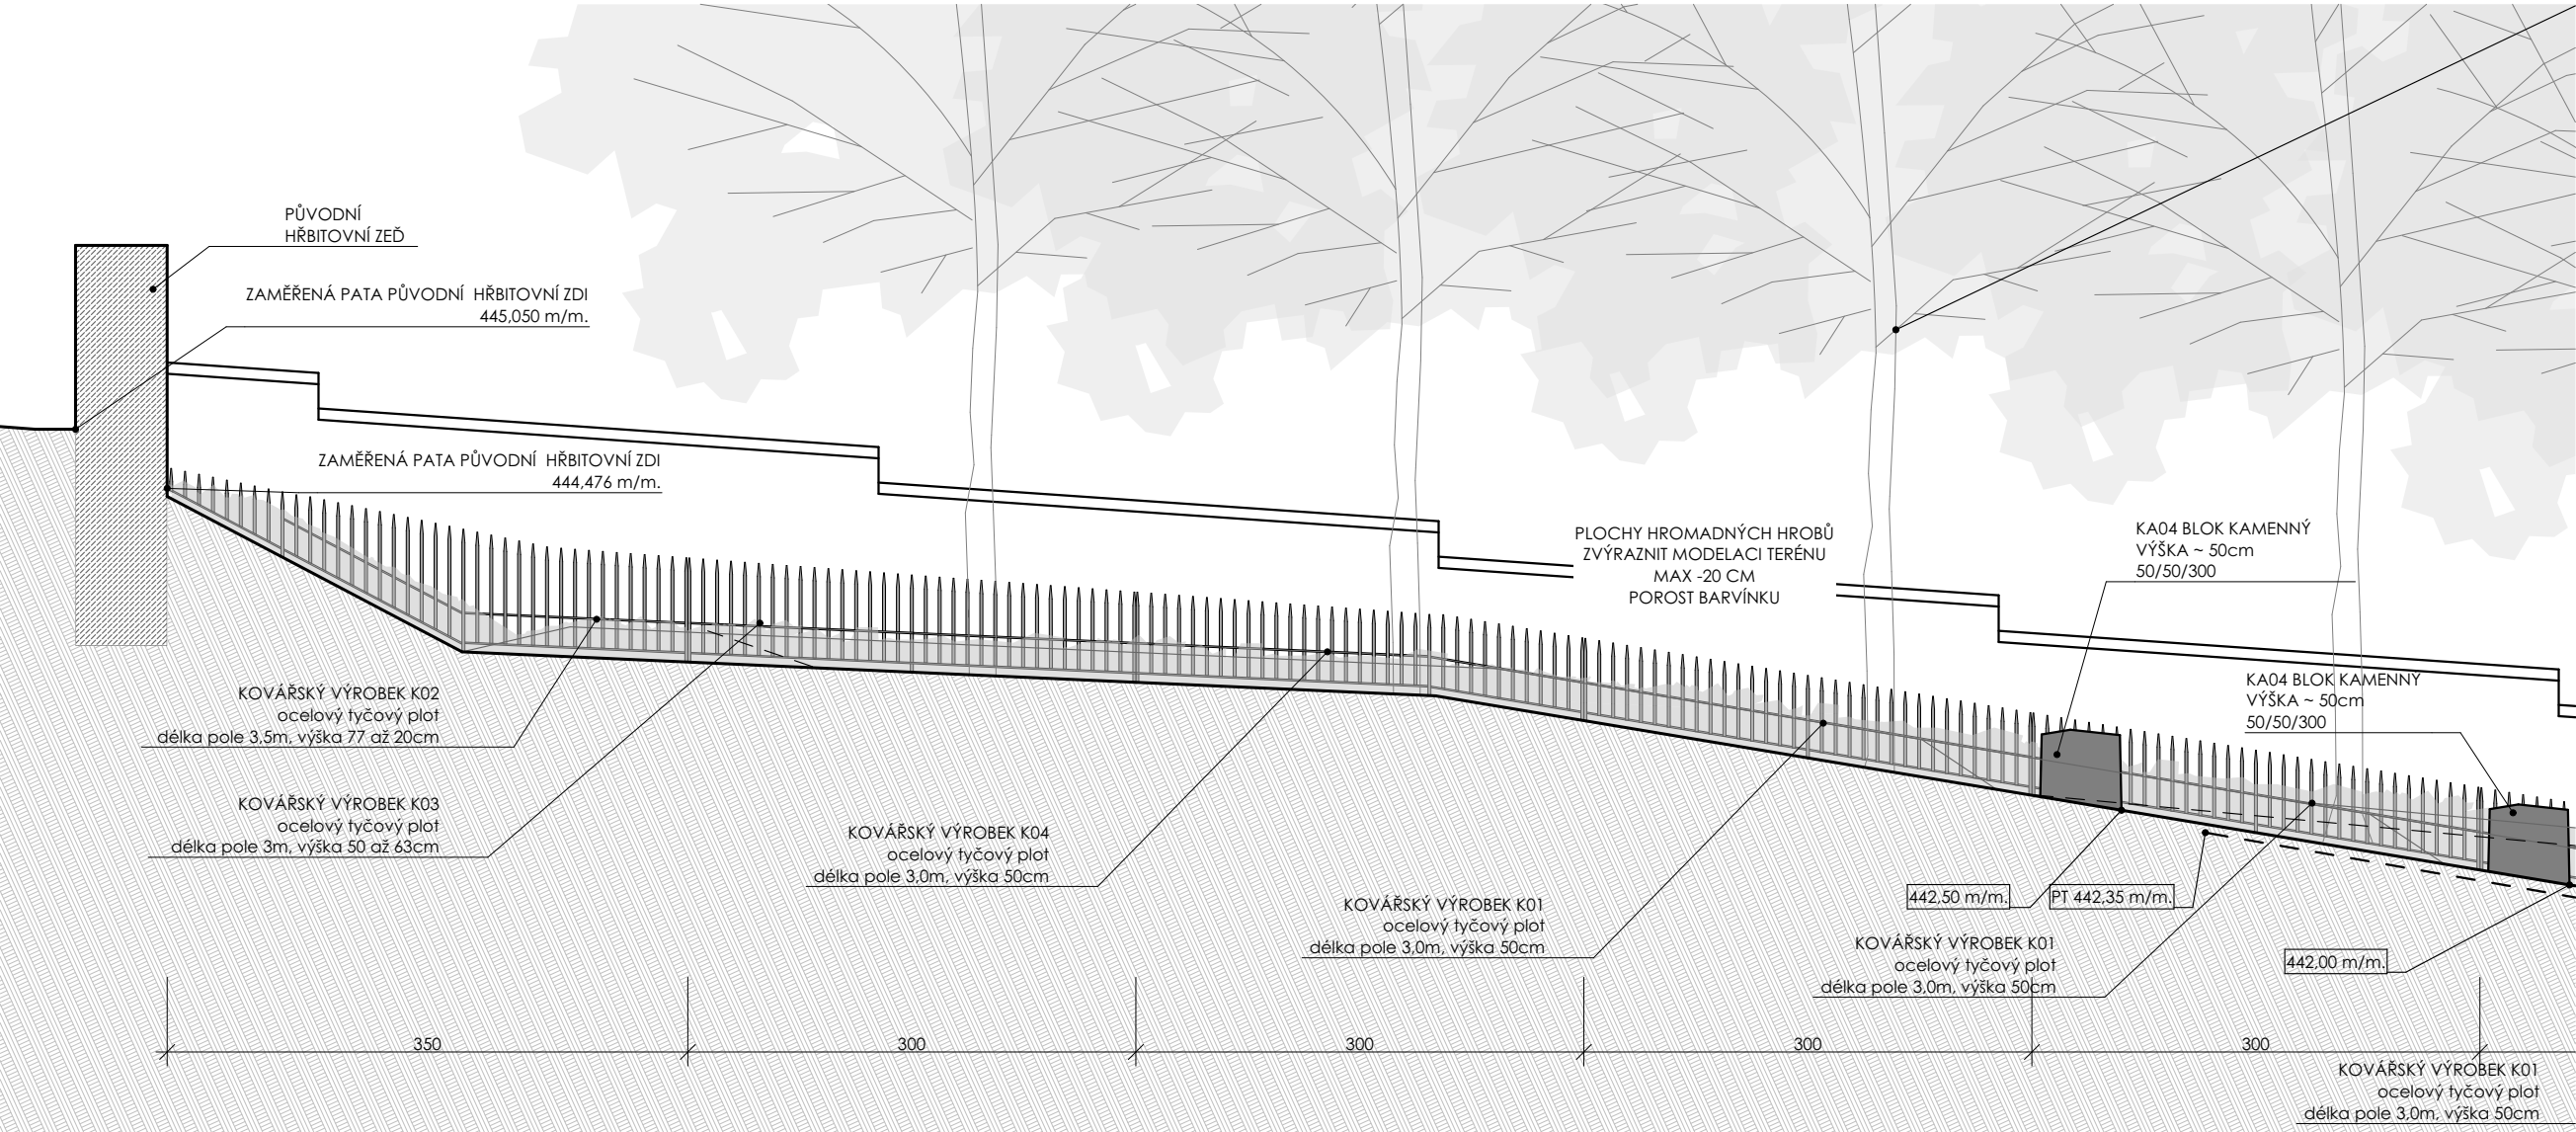 PŮVODNÍ
HŘBITOVNÍ ZEĎ
ZAMĚŘENÁ PATA PŮVODNÍ HŘBITOVNÍ ZDI
445,050 m/m.
ZAMĚŘENÁ PATA PŮVODNÍ HŘBITOVNÍ ZDI
444,476 m/m.
PLOCHY HROMADNÝCH HROBŮ
ZVÝRAZNIT MODELACI TERÉNU
MAX -20 CM
POROST BARVÍNKU
KA04 BLOK KAMENNÝ
VÝŠKA ~ 50cm
50/50/300
KA04 BLOK KAMENNÝ
VÝŠKA ~ 50cm
50/50/300
KOVÁŘSKÝ VÝROBEK K02
ocelový tyčový plot
délka pole 3,5m, výška 77 až 20cm
KOVÁŘSKÝ VÝROBEK K03
ocelový tyčový plot
délka pole 3m, výška 50 až 63cm
KOVÁŘSKÝ VÝROBEK K04
ocelový tyčový plot
délka pole 3,0m, výška 50cm
KOVÁŘSKÝ VÝROBEK K01
ocelový tyčový plot
délka pole 3,0m, výška 50cm
442,50 m/m.
PT 442,35 m/m.
KOVÁŘSKÝ VÝROBEK K01
ocelový tyčový plot
délka pole 3,0m, výška 50cm
442,00 m/m.
350
300
300
300
300
KOVÁŘSKÝ VÝROBEK K01
ocelový tyčový plot
délka pole 3,0m, výška 50cm